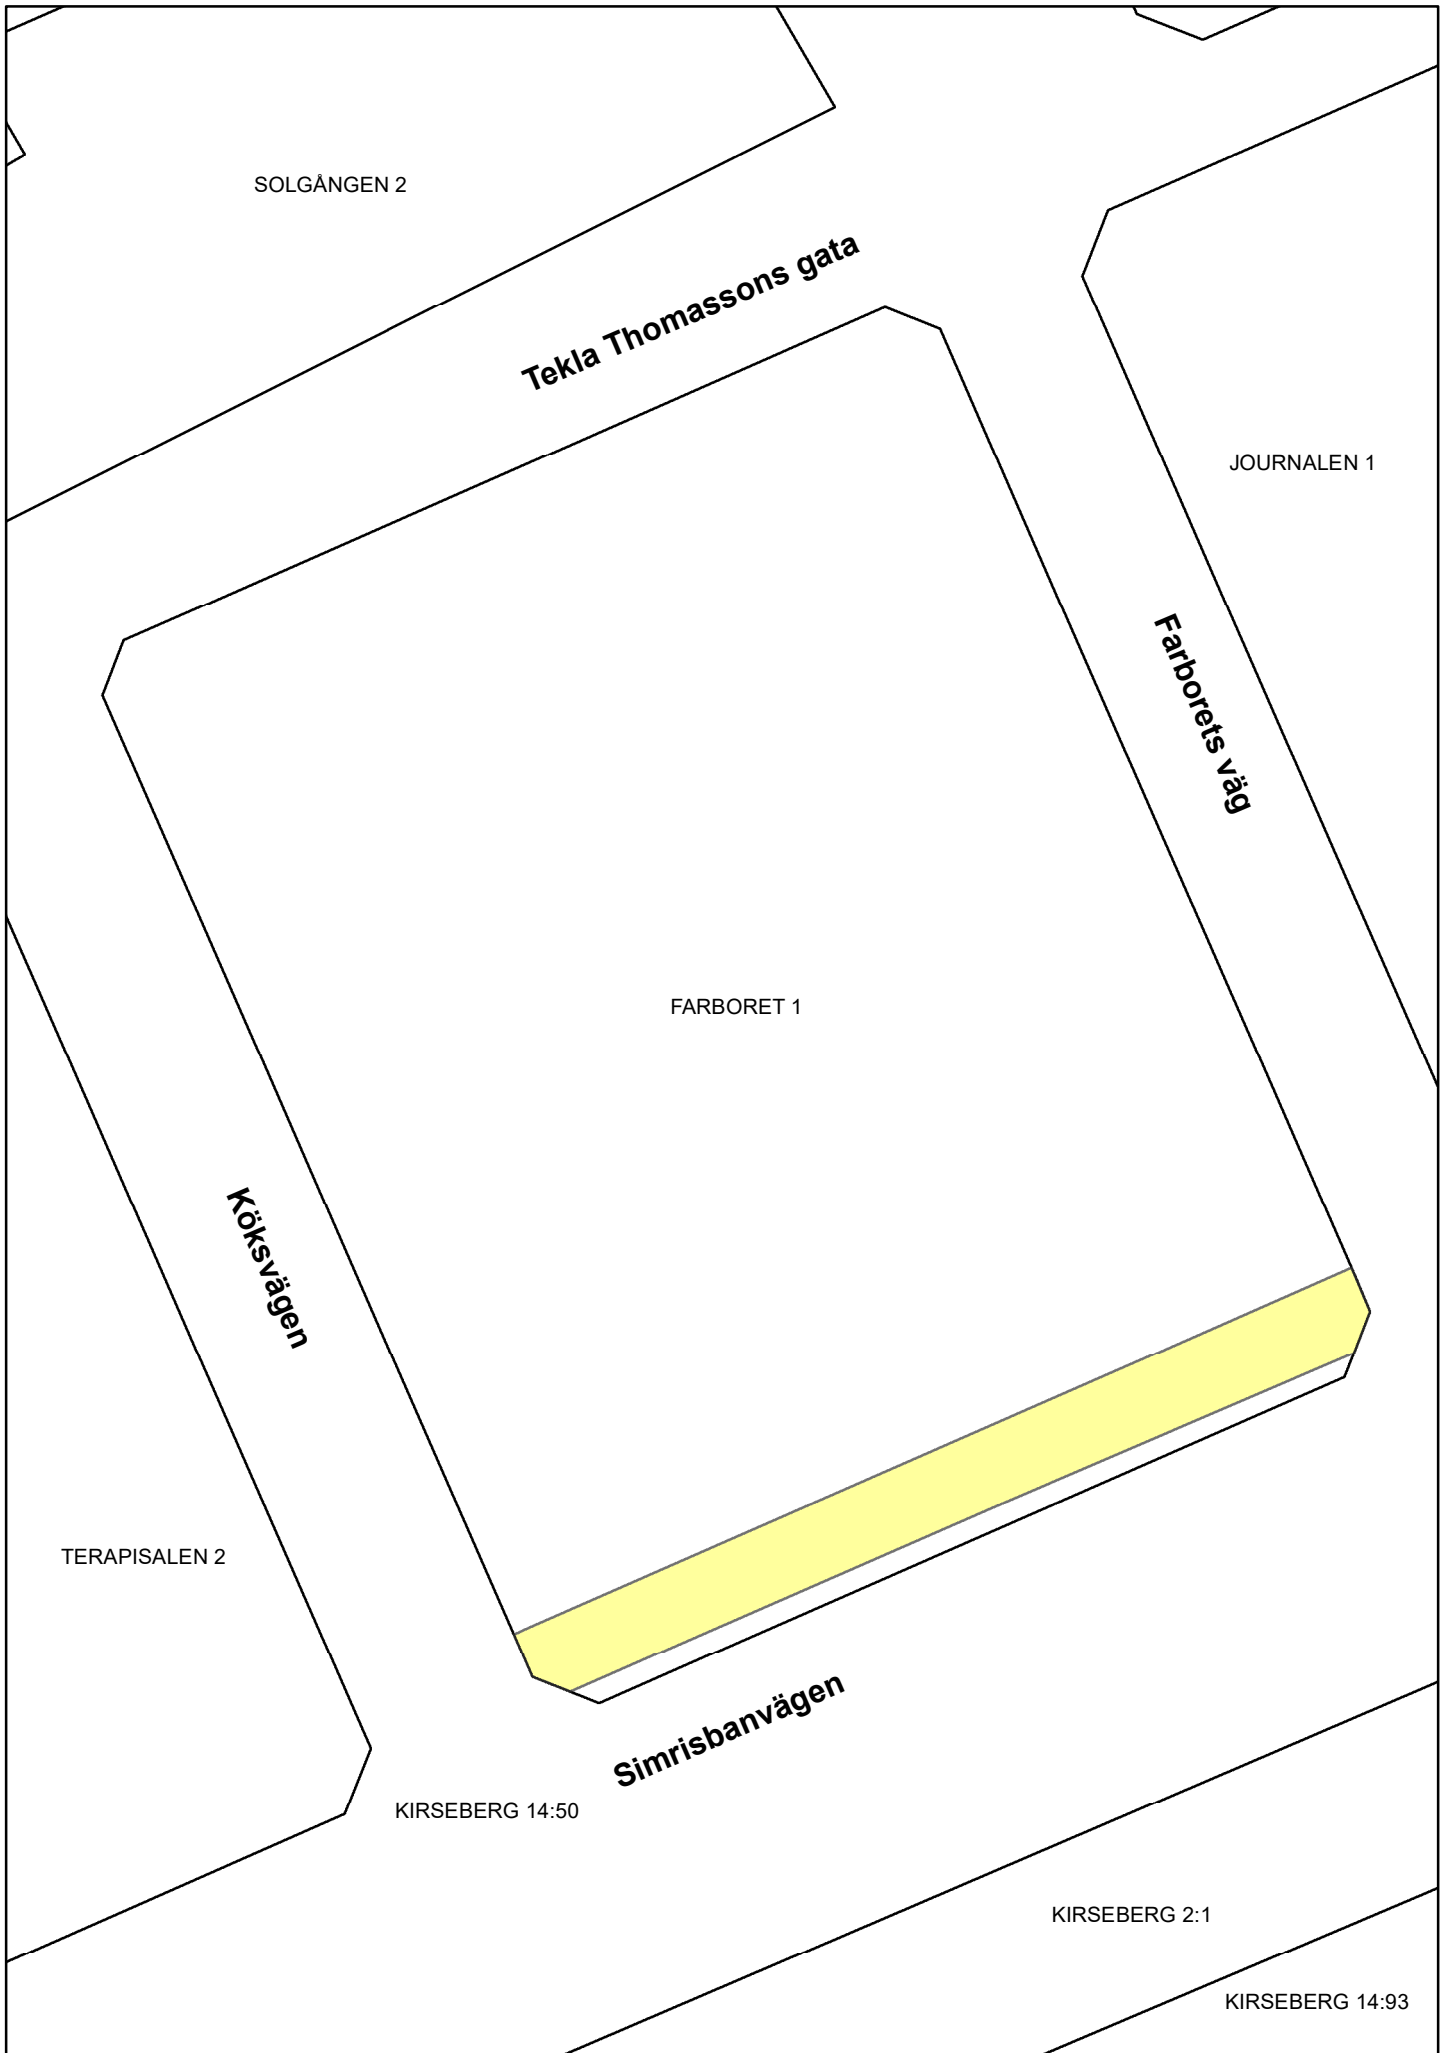 SOLGÅNGEN 2
Tekla Thomassons gata
JOURNALEN 1
Farborets väg
FARBORET 1
Köksvägen
TERAPISALEN 2
Simrisbanvägen
KIRSEBERG 14:50
KIRSEBERG 2:1
KIRSEBERG 14:93